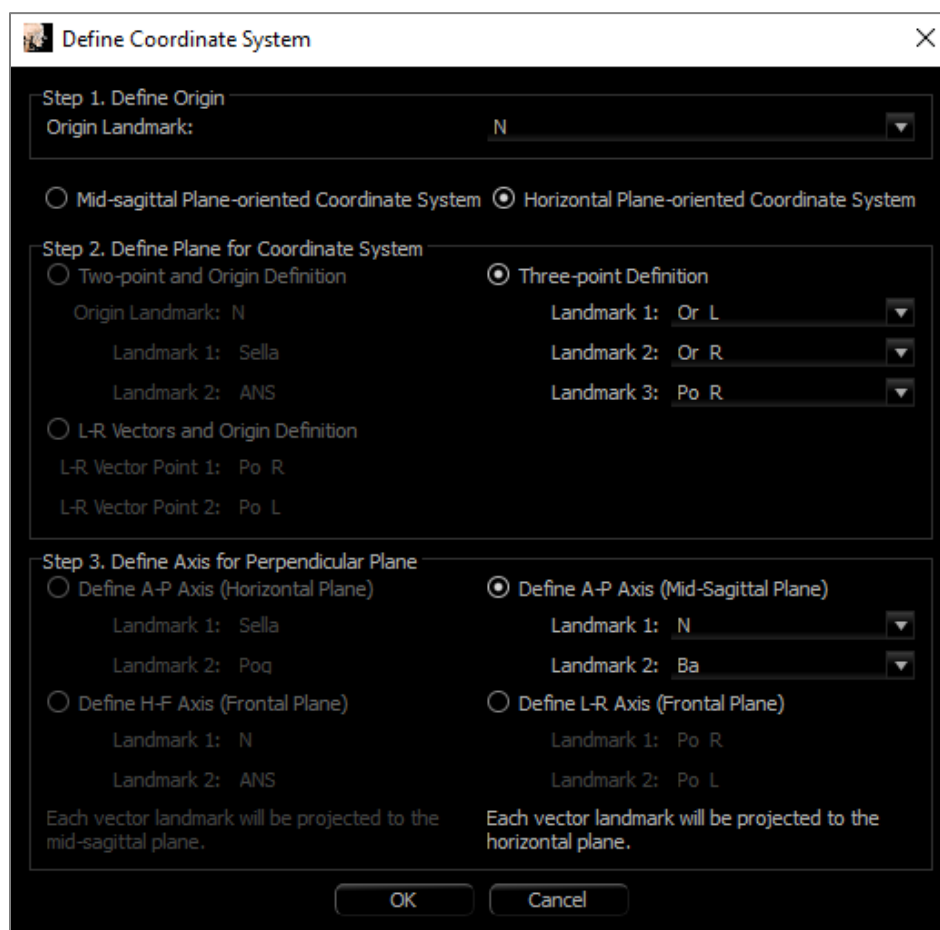 Define Coordinate System
Step 1. Define Origin
Origin Landmark: N
Mid-sagittal Plane-oriented Coordinate System Horizontal Plane-oriented Coordinate System
Step 2. Define Plane for Coordinate System
Two-point and Origin Definition Three-point Definition
Origin Landmark: N Landmark 1: Or L
Landmark 1: Sella Landmark 2: Or R
Landmark 2: ANS Landmark 3: Po R
L-R Vectors and Origin Definition
L-R Vector Point 1: Po R
L-R Vector Point 2: Po L
Step 3. Define Axis for Perpendicular Plane
Define A-P Axis (Horizontal Plane) Define A-P Axis (Mid-Sagittal Plane)
Landmark 1: Sella Landmark 1: N
Landmark 2: Pog Landmark 2: Ba
Define H-F Axis (Frontal Plane) Define L-R Axis (Frontal Plane)
Landmark 1: N Landmark 1: Po R
Landmark 2: ANS Landmark 2: Po L
Each vector landmark will be projected to the Each vector landmark will be projected to the
mid-sagittal plane. horizontal plane.
OK Cancel